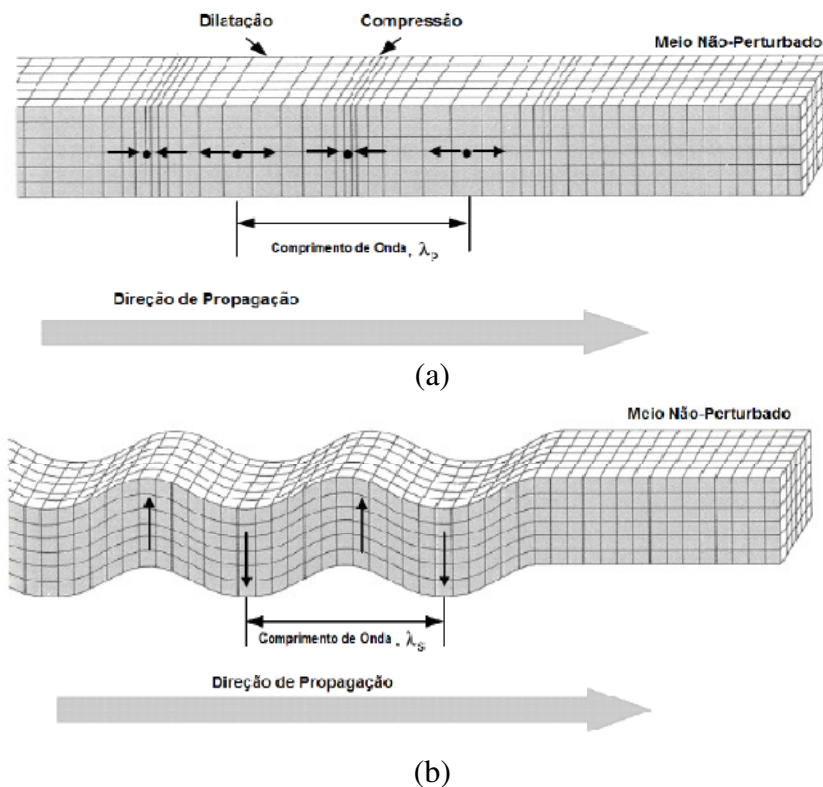 Dilatação
Compressão
Meio Não-Perturbado
Comprimento de Onda, λP
Direção de Propagação
(a)
Meio Não-Perturbado
Comprimento de Onda, λS
Direção de Propagação
(b)